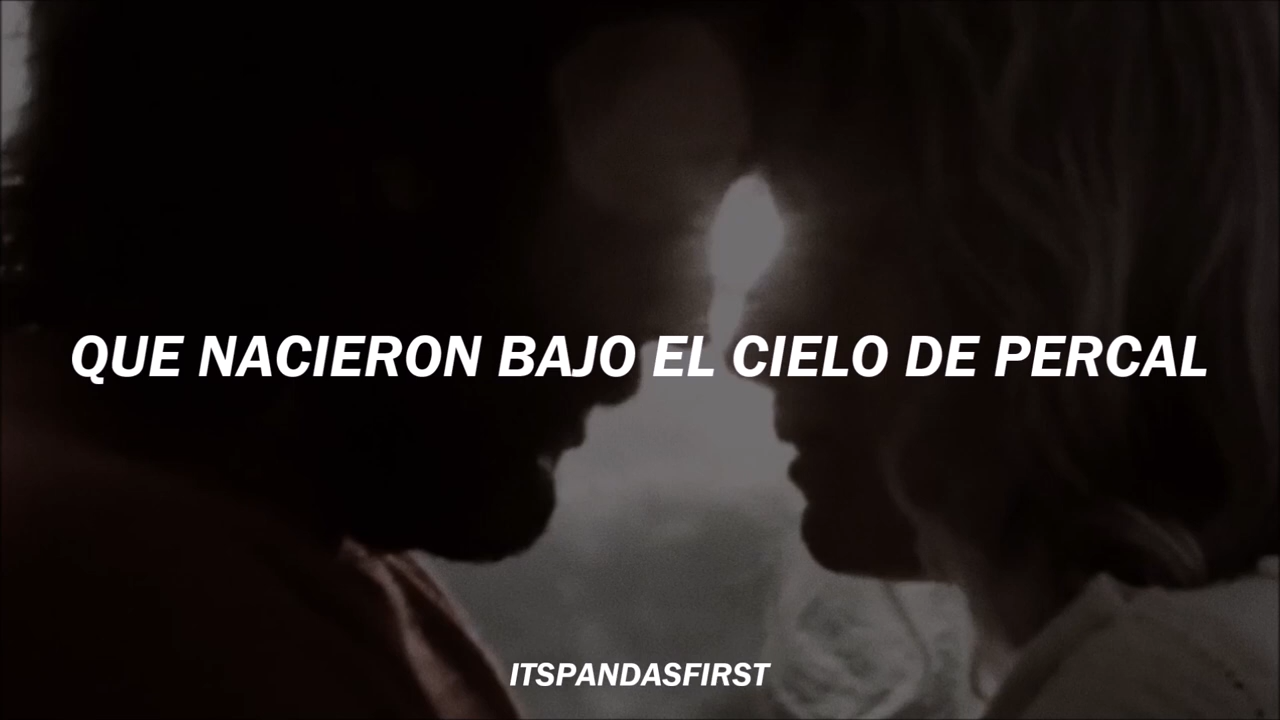 QUE NACIERON BAJO EL CIELO DE PERCAL
ITSPANDASFIRST